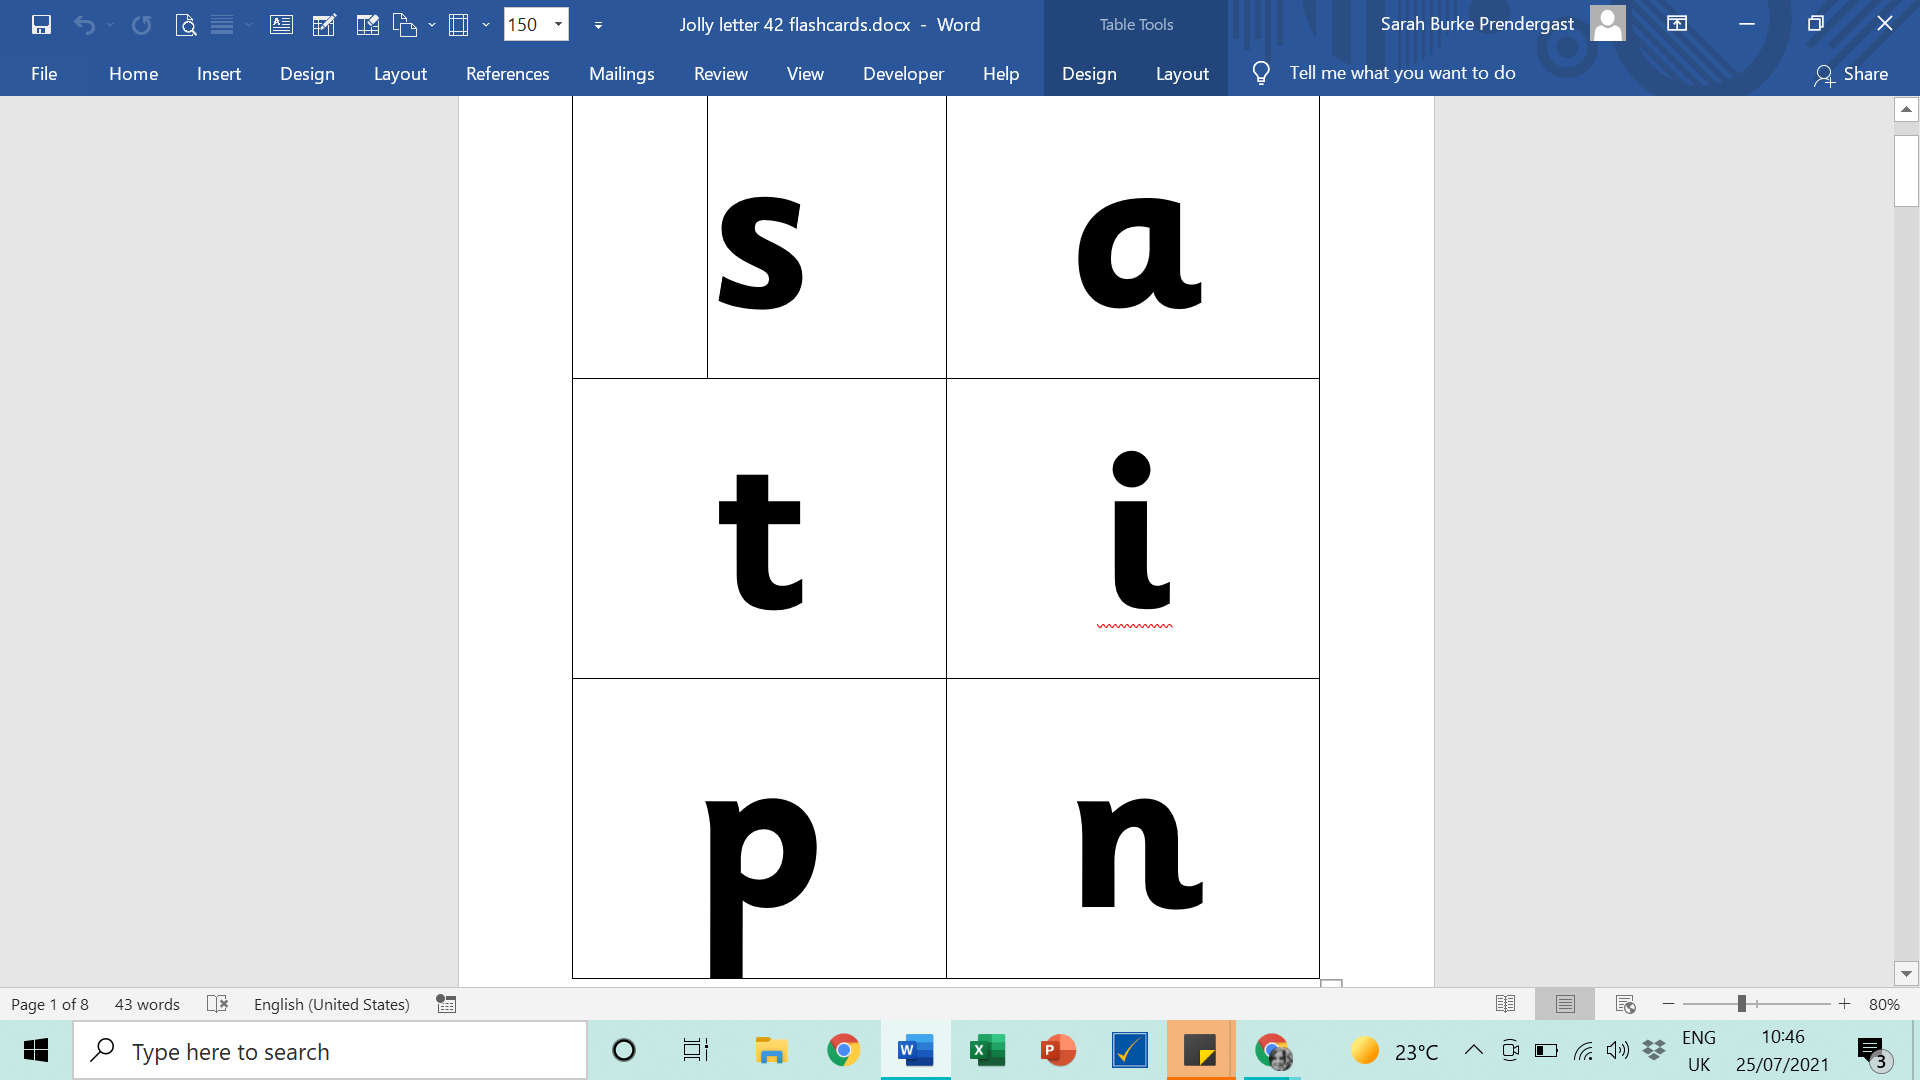 150
Jolly letter 42 flashcards.docx - Word
Table Tools
Sarah Burke Prendergast
File Home Insert Design Layout References Mailings Review View Developer Help Design Layout Tell me what you want to do Share
s a
t i
p n
Page 1 of 8 43 words English (United States) 80%
Type here to search
W X P 23°C ENG UK 10:46 25/07/2021 3